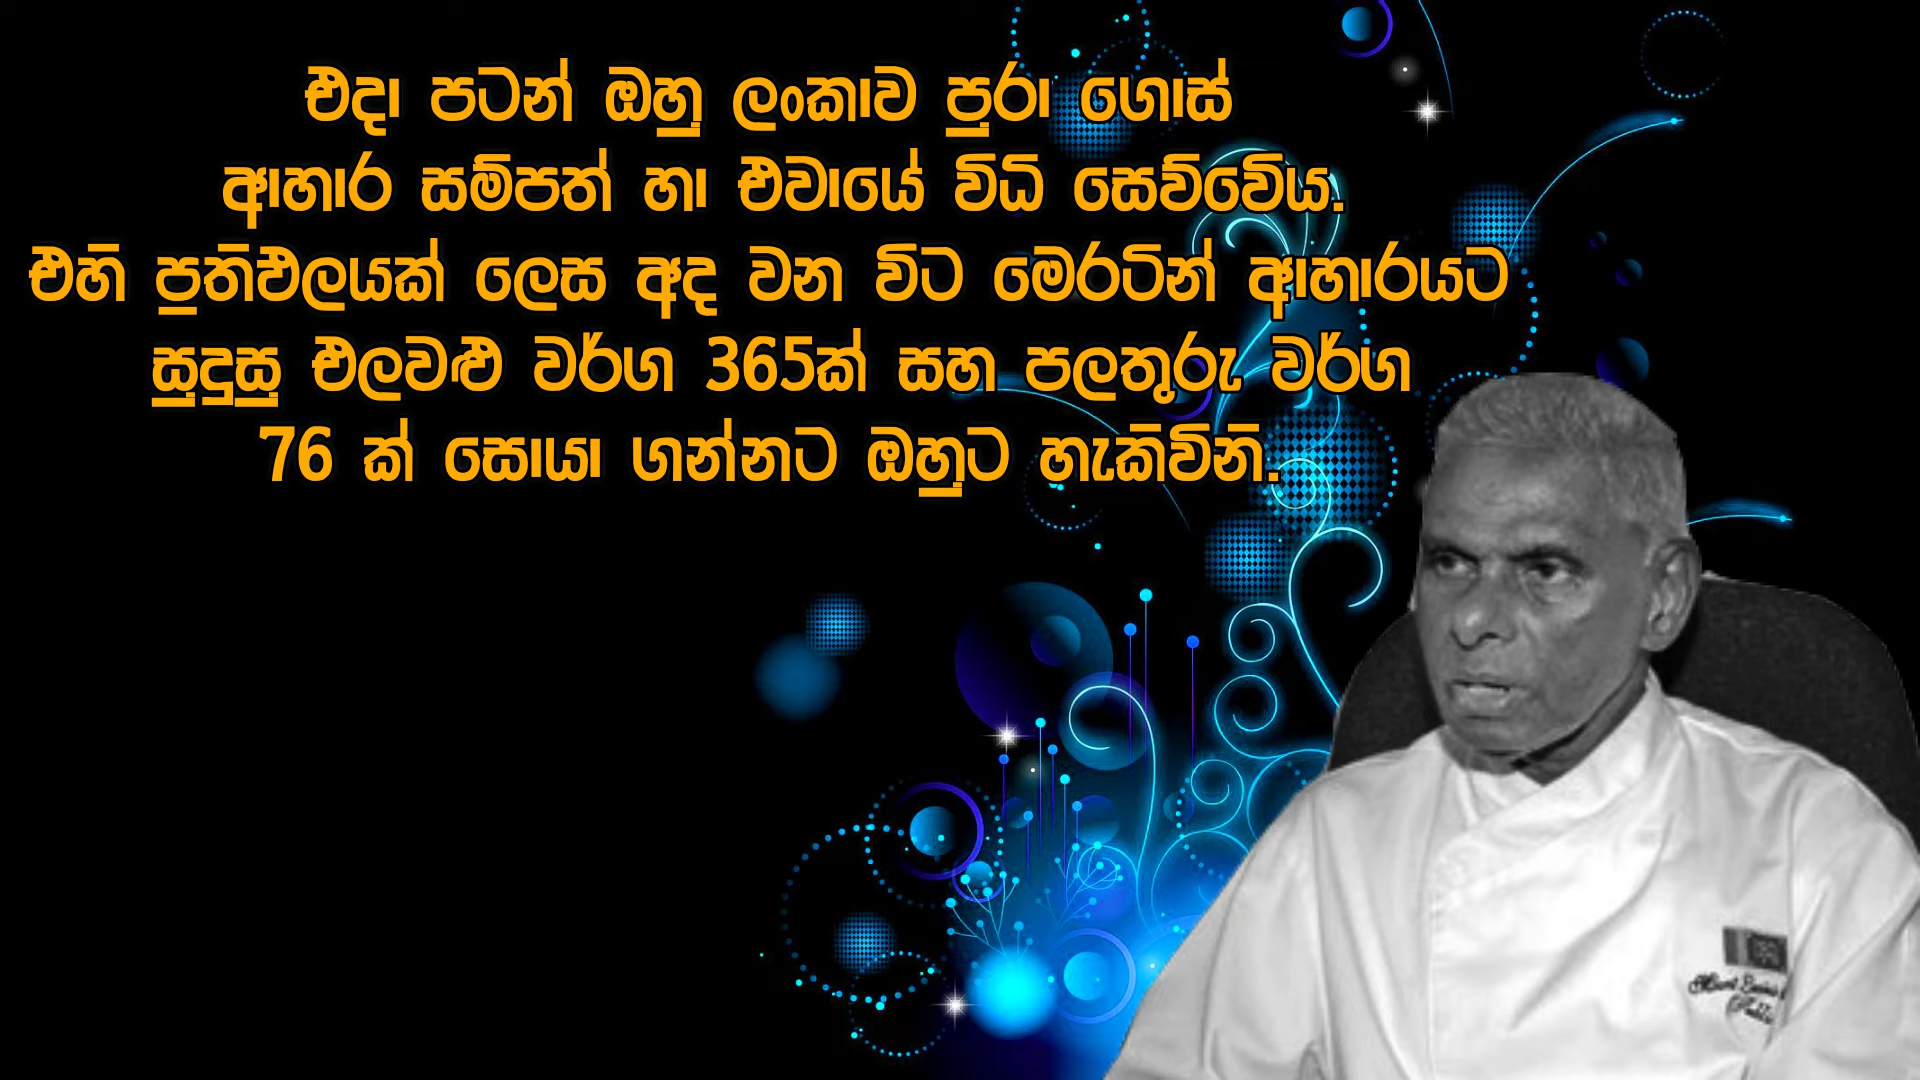 එදා පටන් ඔහු ලංකාව පුරා ගොස්
ආහාර සම්පත් හා එවායේ විධි සෙව්වේය.
එහි ප්‍රතිඵලයක් ලෙස අද වන විට මෙරටින් ආහාරයට
සුදුසු එලවළු වර්ග 365ක් සහ පලතුරු වර්ග
76 ක් සොයා ගන්නට ඔහුට හැකිවිනි.